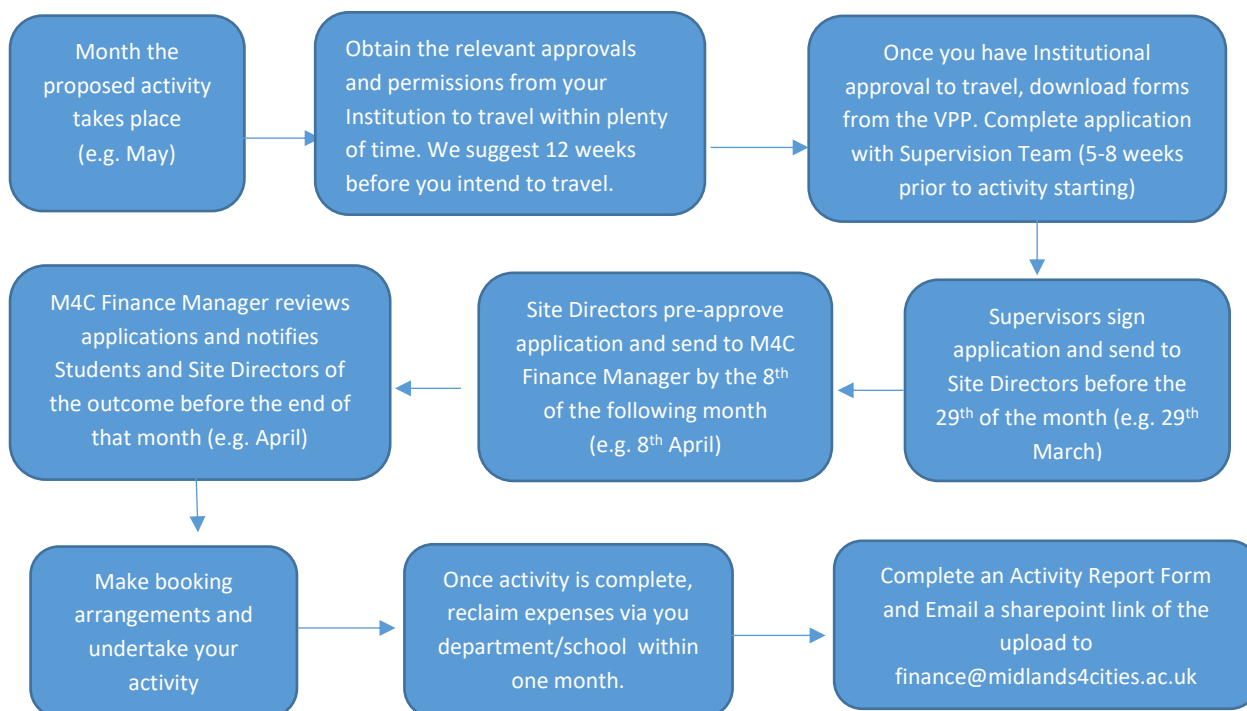 Month the
proposed activity
takes place
(e.g. May)
Obtain the relevant approvals
and permissions from your
Institution to travel within plenty
of time. We suggest 12 weeks
before you intend to travel.
Once you have Institutional
approval to travel, download forms
from the VPP. Complete application
with Supervision Team (5-8 weeks
prior to activity starting)
Supervisors sign
application and send to
Site Directors before the
29th of the month (e.g. 29th
March)
Site Directors pre-approve
application and send to M4C
Finance Manager by the 8th
of the following month
(e.g. 8th April)
M4C Finance Manager reviews
applications and notifies
Students and Site Directors of
the outcome before the end of
that month (e.g. April)
Make booking
arrangements and
undertake your
activity
Once activity is complete,
reclaim expenses via you
department/school within
one month.
Complete an Activity Report Form
and Email a sharepoint link of the
upload to
finance@midlands4cities.ac.uk